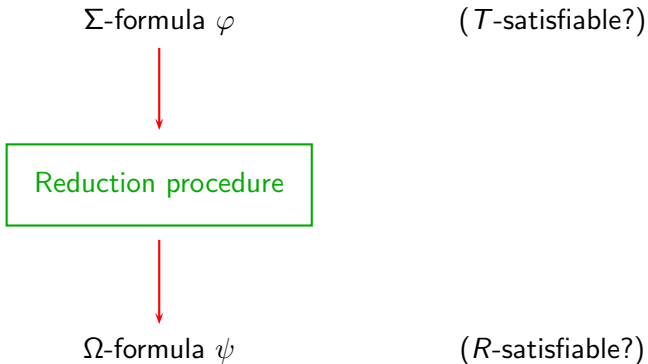 Σ-formula φ (T-satisfiable?)
Reduction procedure
Ω-formula ψ (R-satisfiable?)